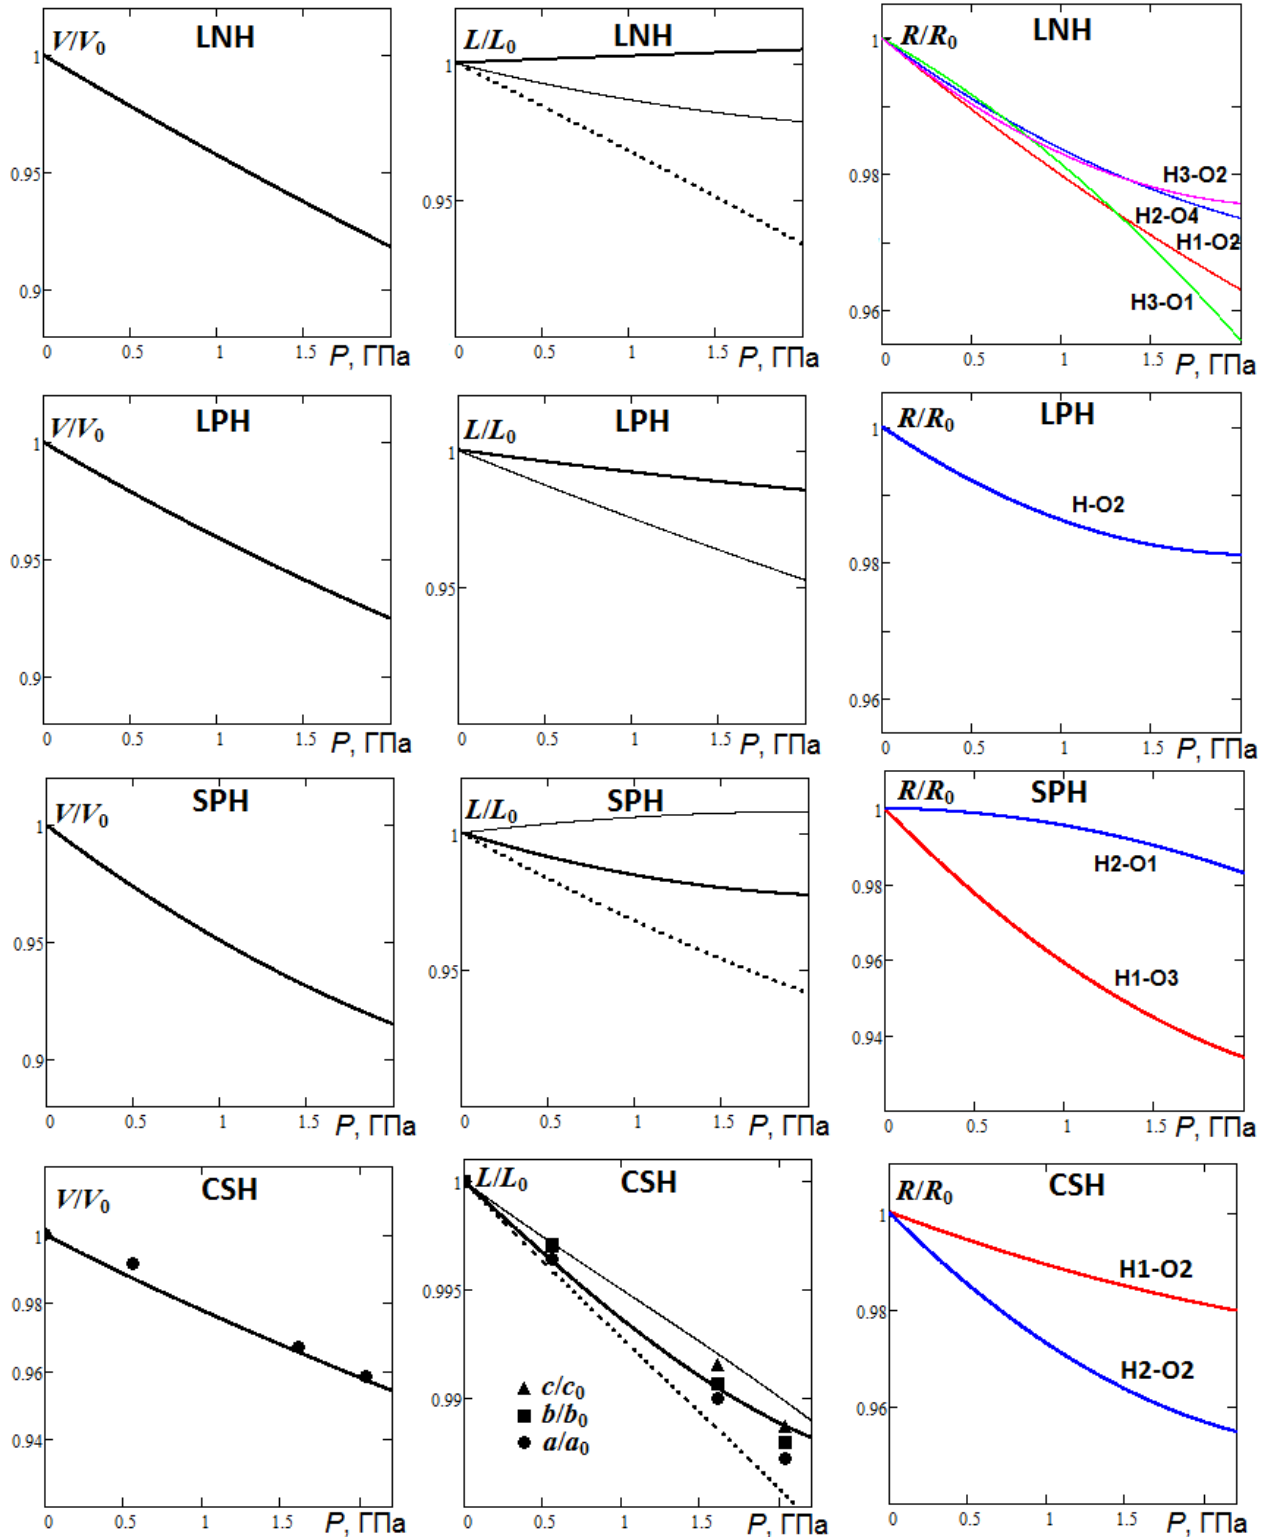 V/V₀ LNH
1
0.95
0.9
0 0.5 1 1.5 P, ГПа
L/L₀ LNH
1
0.95
0 0.5 1 1.5 P, ГПа
R/R₀ LNH
1
0.98
0.96
H3-O2
H2-O4
H1-O2
H3-O1
0 0.5 1 1.5 P, ГПа
V/V₀ LPH
1
0.95
0.9
0 0.5 1 1.5 P, ГПа
L/L₀ LPH
1
0.95
0 0.5 1 1.5 P, ГПа
R/R₀ LPH
1
0.98
0.96
H-O2
0 0.5 1 1.5 P, ГПа
V/V₀ SPH
1
0.95
0.9
0 0.5 1 1.5 P, ГПа
L/L₀ SPH
1
0.95
0 0.5 1 1.5 P, ГПа
R/R₀ SPH
1
0.98
0.96
0.94
H2-O1
H1-O3
0 0.5 1 1.5 P, ГПа
V/V₀ CSH
1
0.98
0.96
0.94
0 0.5 1 1.5 P, ГПа
L/L₀ CSH
1
0.995
0.99
c/c₀
b/b₀
a/a₀
0 0.5 1 1.5 P, ГПа
R/R₀ CSH
1
0.98
0.96
H1-O2
H2-O2
0 0.5 1 1.5 P, ГПа